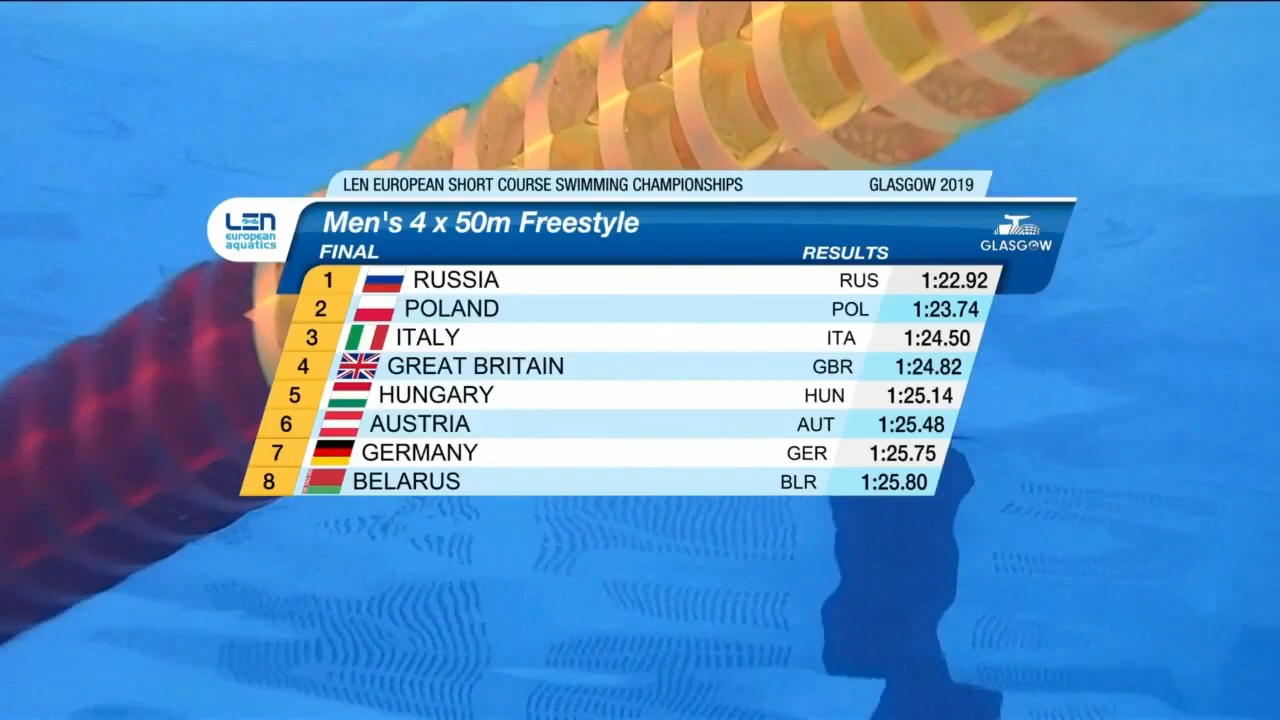 LEN EUROPEAN SHORT COURSE SWIMMING CHAMPIONSHIPS GLASGOW 2019
LEN
european
aquatics
Men's 4 x 50m Freestyle
GLASGOW
FINAL RESULTS
1 RUSSIA RUS 1:22.92
2 POLAND POL 1:23.74
3 ITALY ITA 1:24.50
4 GREAT BRITAIN GBR 1:24.82
5 HUNGARY HUN 1:25.14
6 AUSTRIA AUT 1:25.48
7 GERMANY GER 1:25.75
8 BELARUS BLR 1:25.80